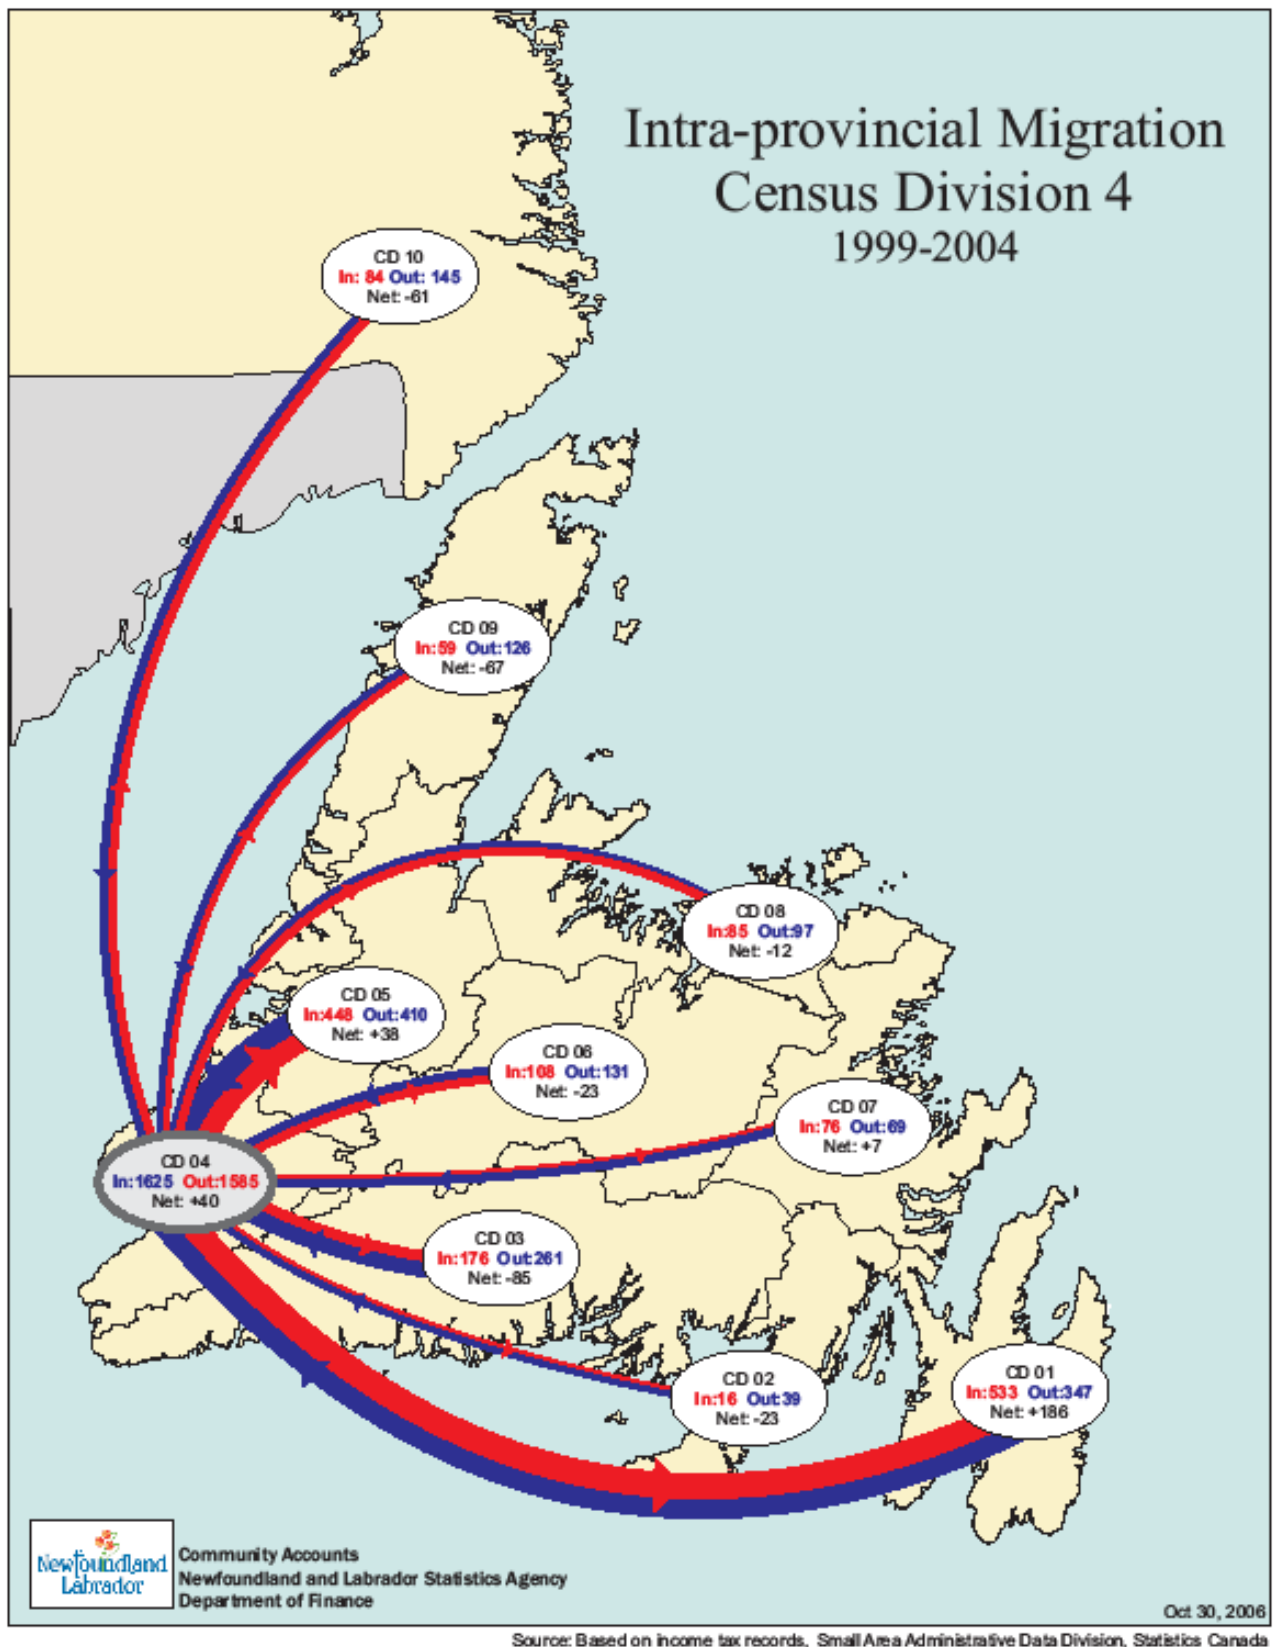 Intra-provincial Migration
Census Division 4
1999-2004
CD 10
In: 84 Out: 145
Net: -61
CD 09
In:59 Out:126
Net: -67
CD 08
In:85 Out:97
Net: -12
CD 05
In:448 Out:410
Net: +38
CD 06
In:108 Out:131
Net: -23
CD 07
In:76 Out:69
Net: +7
CD 04
In:1625 Out:1585
Net: +40
CD 03
In:176 Out:261
Net: -85
CD 02
In:16 Out:39
Net: -23
CD 01
In:533 Out:347
Net: +186
Newfoundland
Labrador
Community Accounts
Newfoundland and Labrador Statistics Agency
Department of Finance
Oct 30, 2006
Source: Based on income tax records, Small Area Administrative Data Division, Statistics Canada